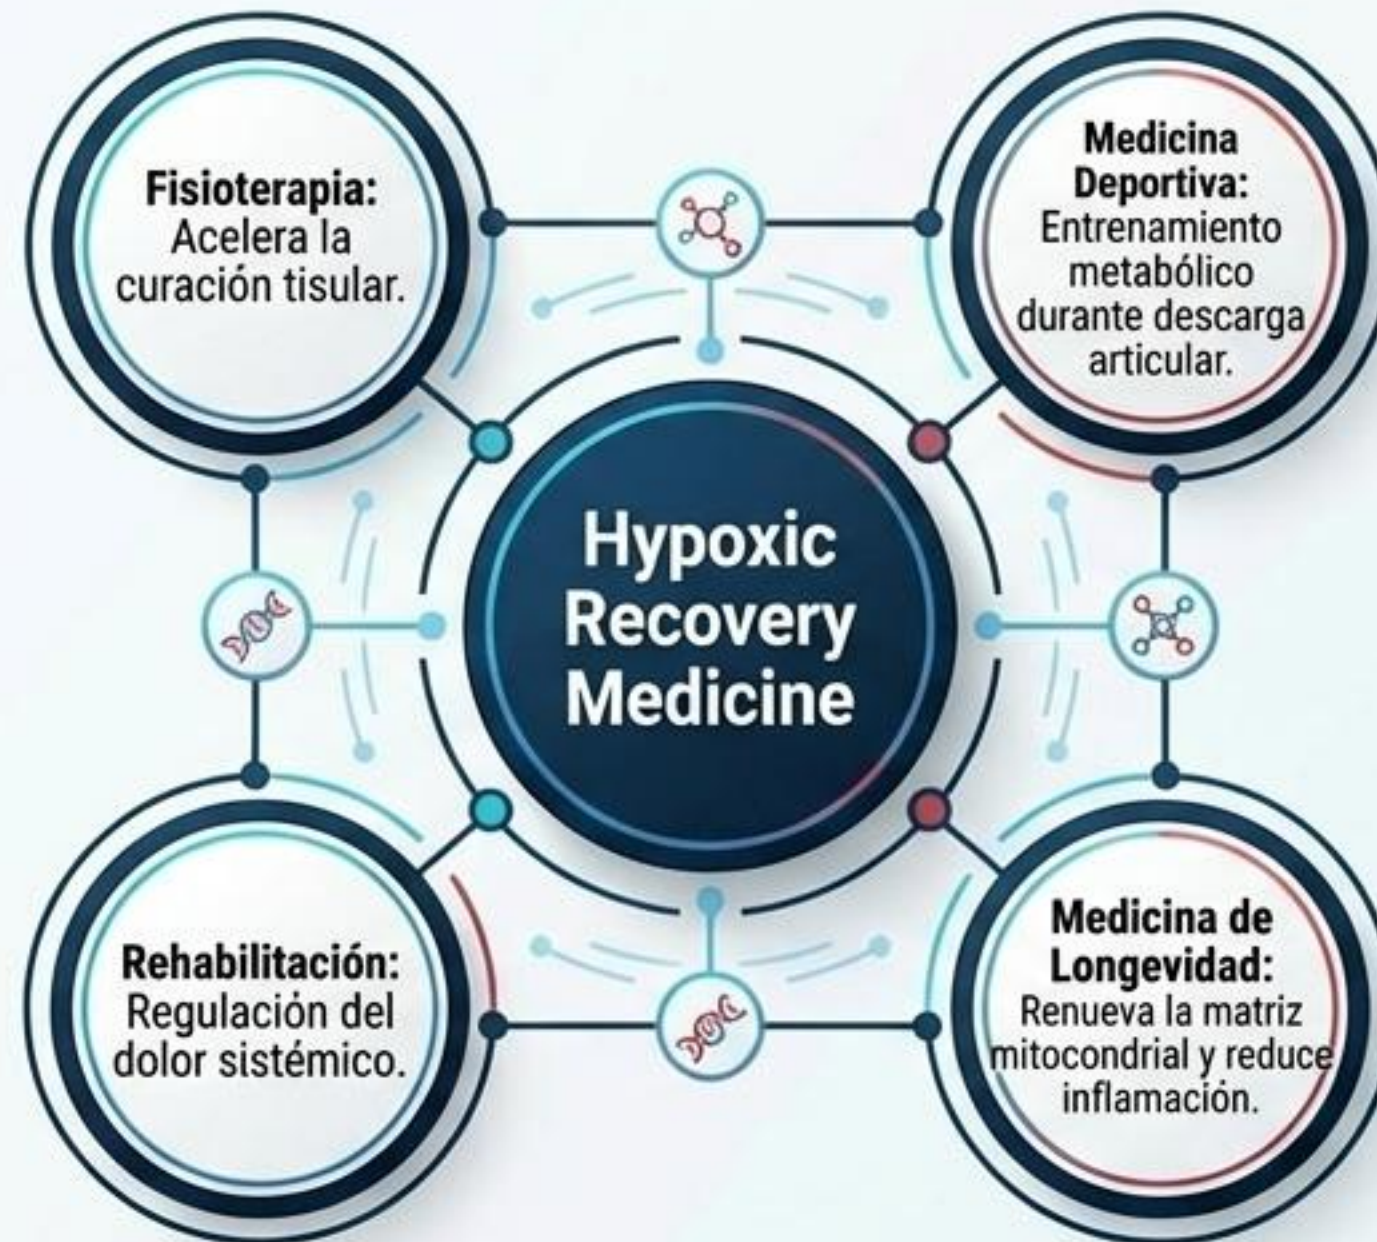 Fisioterapia:
Acelera la
curación tisular.
Medicina
Deportiva:
Entrenamiento
metabólico
durante descarga
articular.
Hypoxic
Recovery
Medicine
Rehabilitación:
Regulación del
dolor sistémico.
Medicina de
Longevidad:
Renueva la matriz
mitocondrial y reduce
inflamación.